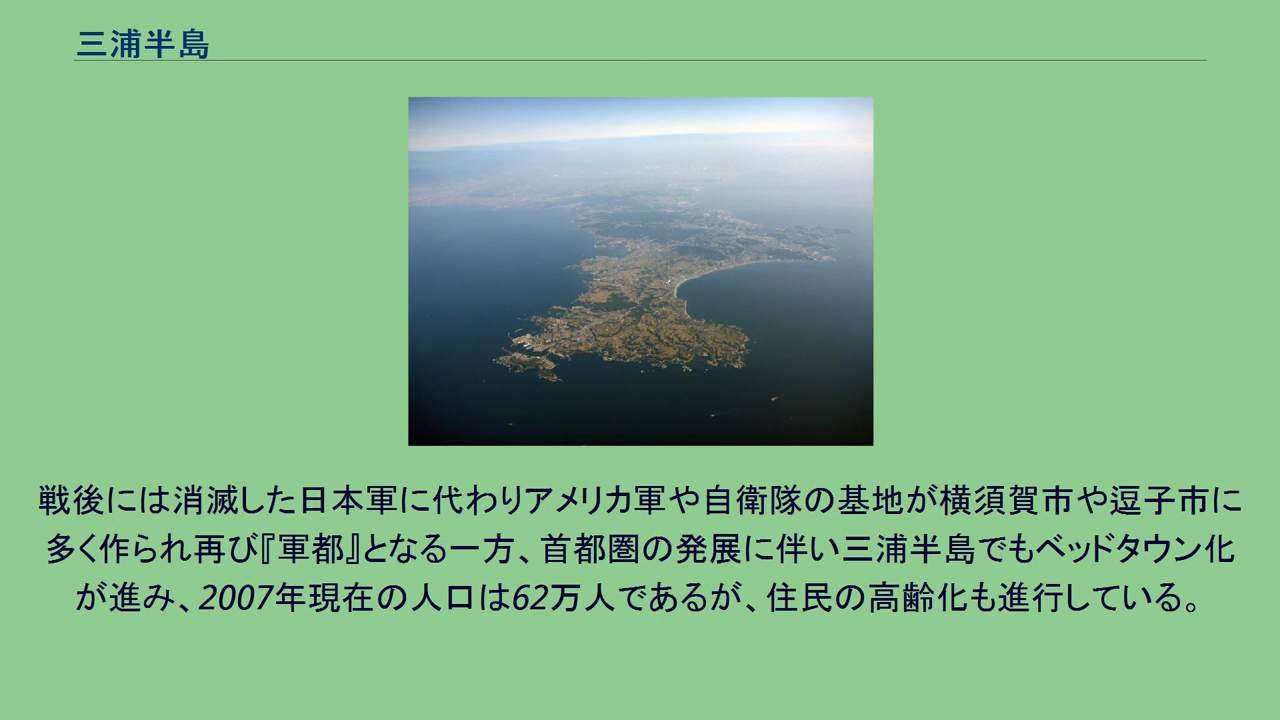 三浦半島
戦後には消滅した日本軍に代わりアメリカ軍や自衛隊の基地が横須賀市や逗子市に
多く作られ再び『軍都』となる一方、首都圏の発展に伴い三浦半島でもベッドタウン化
が進み、2007年現在の人口は62万人であるが、住民の高齢化も進行している。